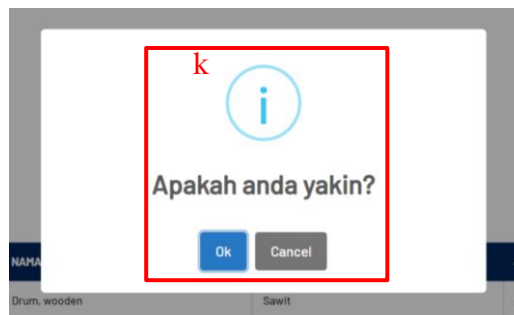 k
i
Apakah anda yakin?
Ok Cancel
NAMA
Drum, wooden Sawit